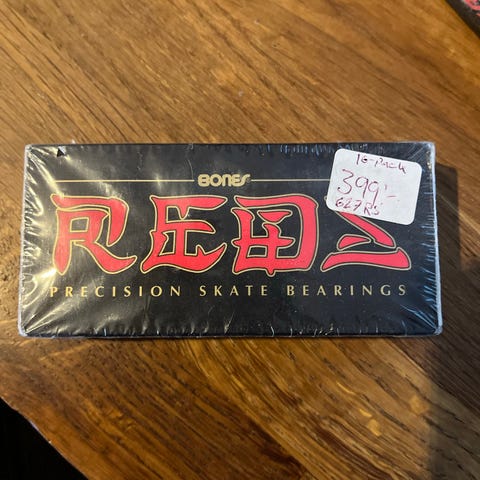 BONES
REDS
PRECISION SKATE BEARINGS
16-Pack
399:-
627RS